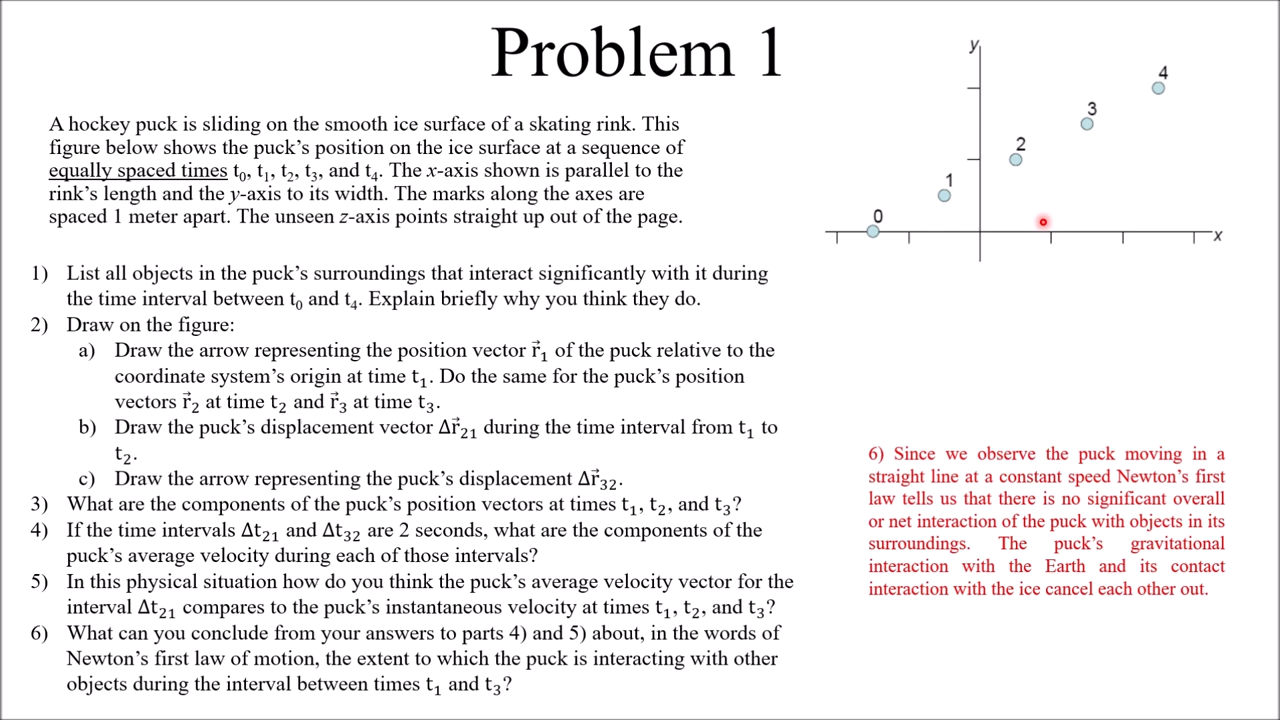 Problem 1
A hockey puck is sliding on the smooth ice surface of a skating rink. This
figure below shows the puck’s position on the ice surface at a sequence of
equally spaced times t₀, t₁, t₂, t₃, and t₄. The x-axis shown is parallel to the
rink’s length and the y-axis to its width. The marks along the axes are
spaced 1 meter apart. The unseen z-axis points straight up out of the page.
y
4
3
2
1
0
x
1) List all objects in the puck’s surroundings that interact significantly with it during
the time interval between t₀ and t₄. Explain briefly why you think they do.
2) Draw on the figure:
a) Draw the arrow representing the position vector r⃗₁ of the puck relative to the
coordinate system’s origin at time t₁. Do the same for the puck’s position
vectors r⃗₂ at time t₂ and r⃗₃ at time t₃.
b) Draw the puck’s displacement vector Δr⃗₂₁ during the time interval from t₁ to
t₂.
c) Draw the arrow representing the puck’s displacement Δr⃗₃₂.
3) What are the components of the puck’s position vectors at times t₁, t₂, and t₃?
4) If the time intervals Δt₂₁ and Δt₃₂ are 2 seconds, what are the components of the
puck’s average velocity during each of those intervals?
5) In this physical situation how do you think the puck’s average velocity vector for the
interval Δt₂₁ compares to the puck’s instantaneous velocity at times t₁, t₂, and t₃?
6) What can you conclude from your answers to parts 4) and 5) about, in the words of
Newton’s first law of motion, the extent to which the puck is interacting with other
objects during the interval between times t₁ and t₃?
6) Since we observe the puck moving in a
straight line at a constant speed Newton’s first
law tells us that there is no significant overall
or net interaction of the puck with objects in its
surroundings. The puck’s gravitational
interaction with the Earth and its contact
interaction with the ice cancel each other out.